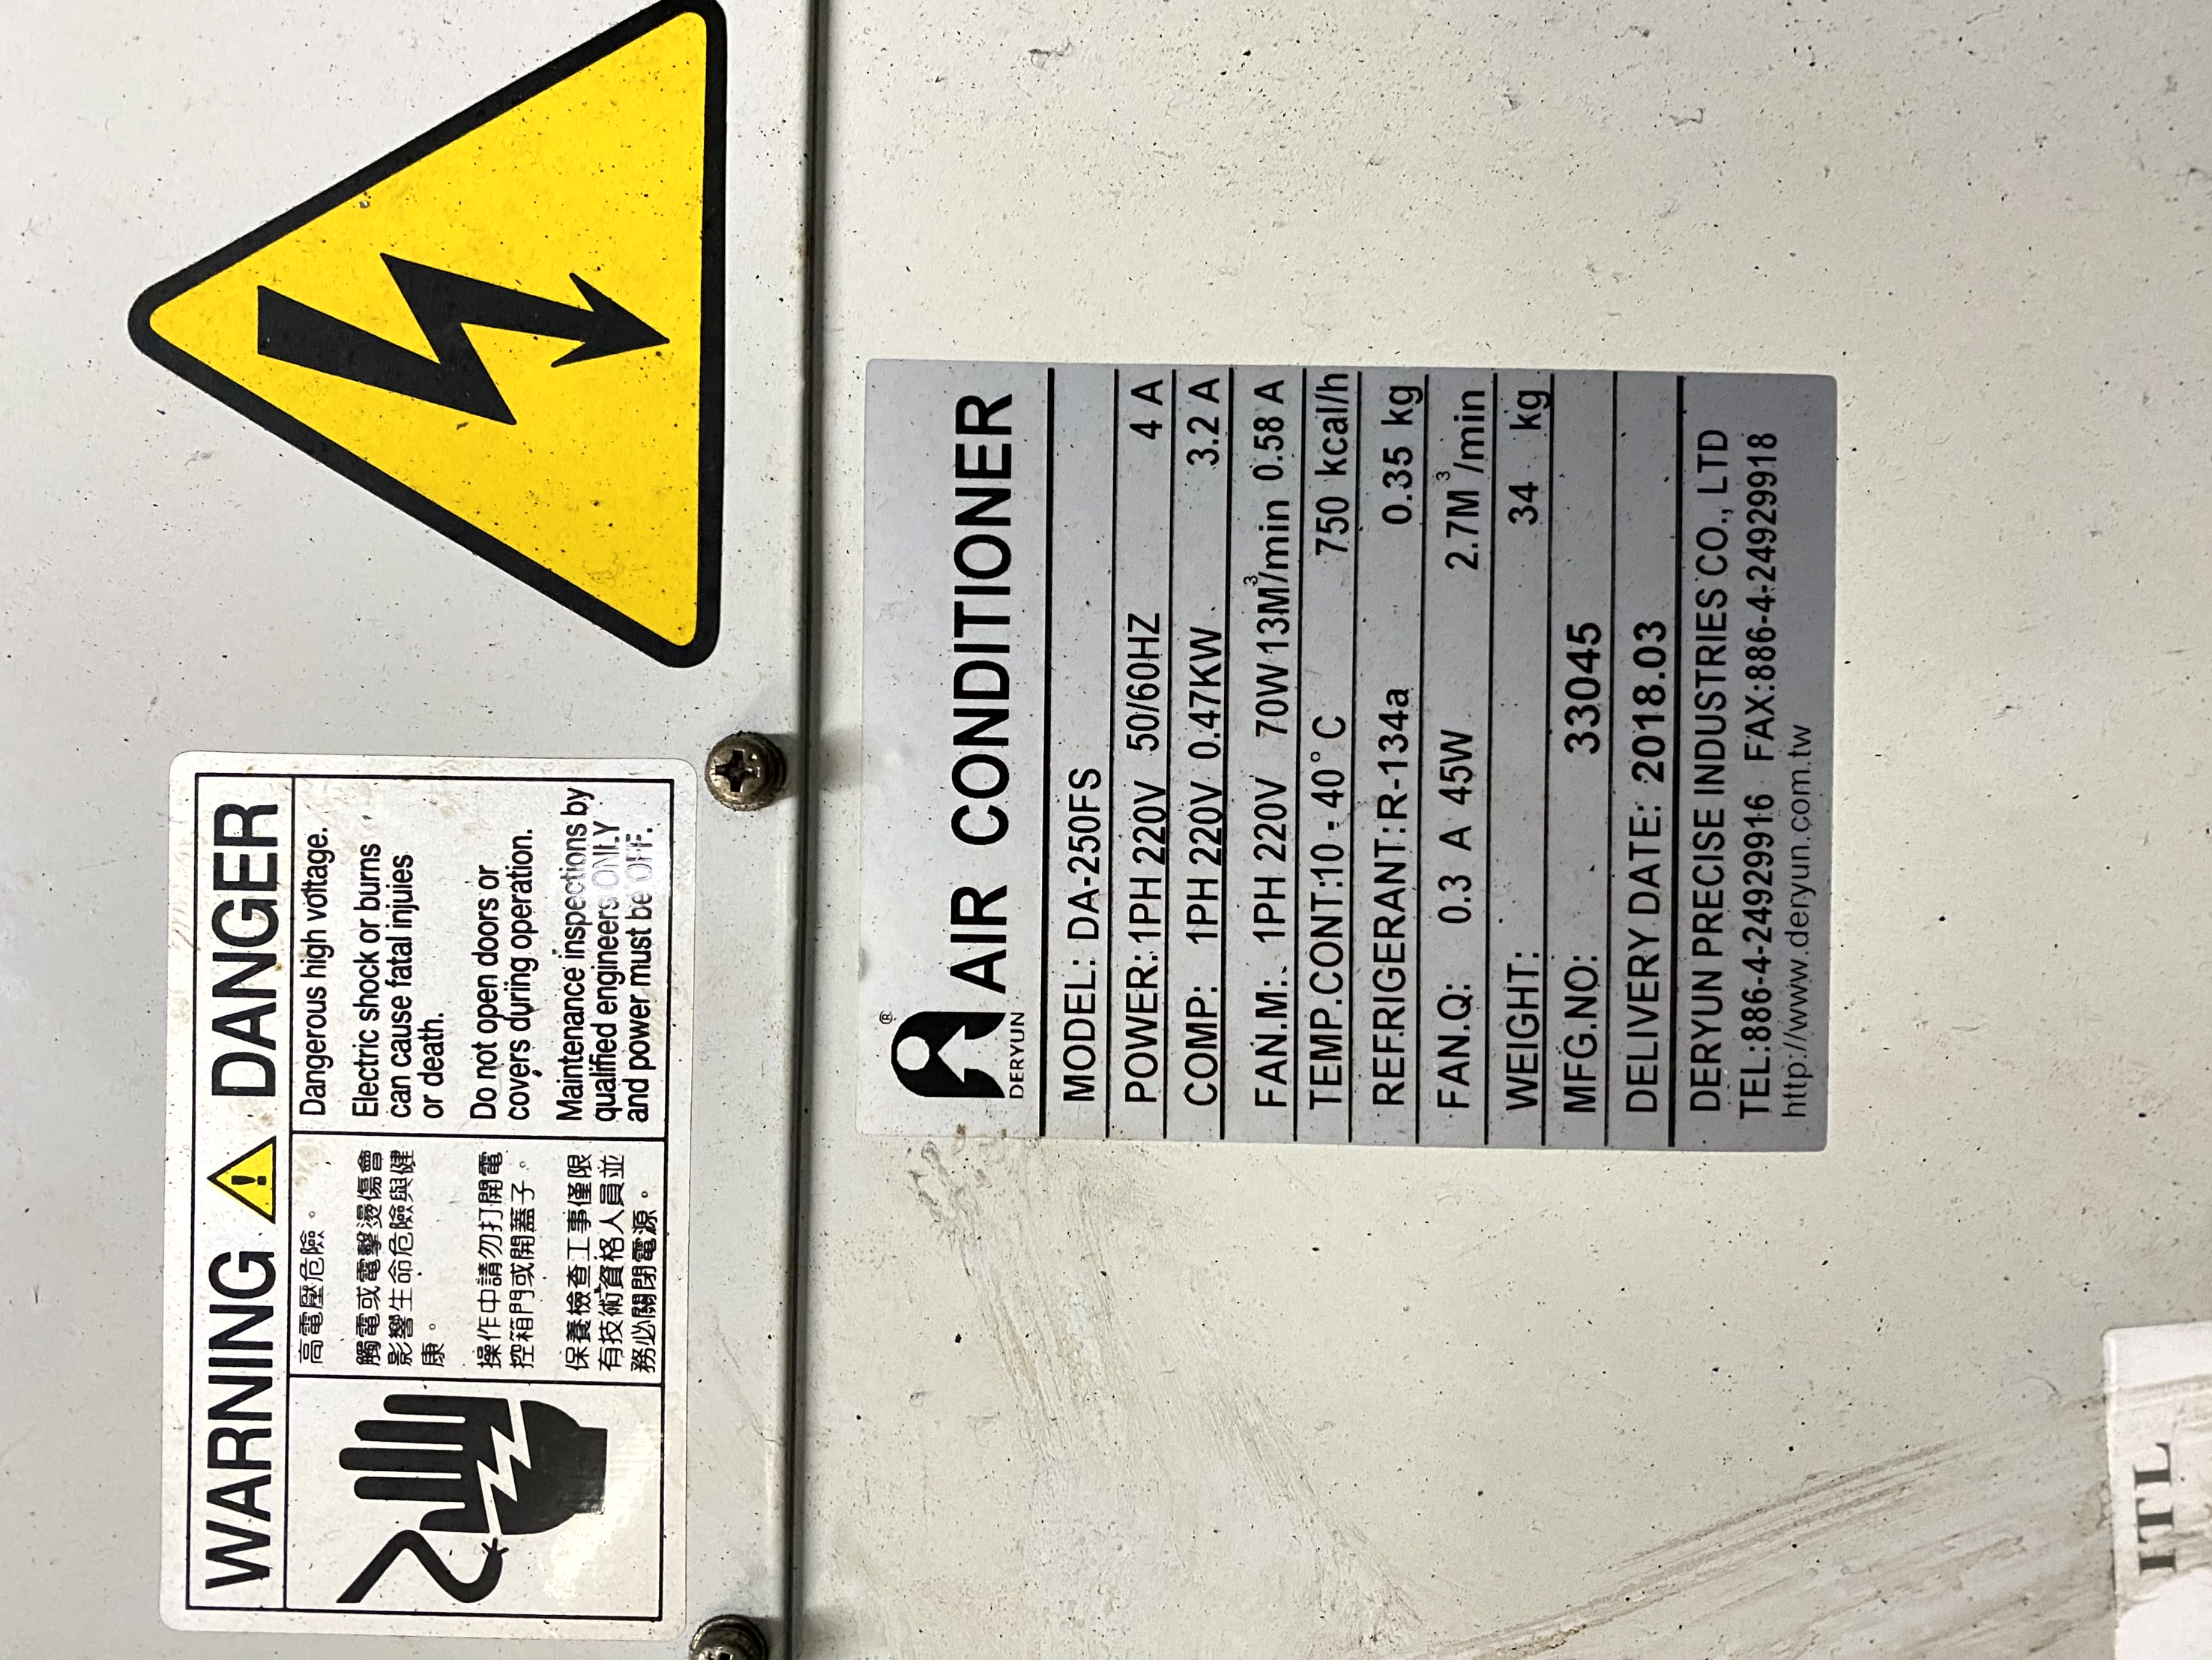 WARNING ! DANGER
高電壓危險。
觸電或電擊燙傷會
影響生命危險與健
康。
操作中請勿打開電
控箱門或開蓋子。
保養檢查工事僅限
有技術資格人員並
務必關閉電源。
Dangerous high voltage.
Electric shock or burns
can cause fatal injuies
or death.
Do not open doors or
covers during operation.
Maintenance inspections by
qualified engineers ONLY
and power must be OFF.
®
DERYUN
AIR CONDITIONER
MODEL: DA-250FS
POWER: 1PH 220V 50/60HZ 4 A
COMP: 1PH 220V 0.47KW 3.2 A
FAN.M: 1PH 220V 70W 13M³/min 0.58 A
TEMP.CONT:10 - 40°C 750 kcal/h
REFRIGERANT:R-134a 0.35 kg
FAN.Q: 0.3 A 45W 2.7M³/min
WEIGHT: 34 kg
MFG.NO: 33045
DELIVERY DATE: 2018.03
DERYUN PRECISE INDUSTRIES CO., LTD
TEL:886-4-24929916 FAX:886-4-24929918
http://www.deryun.com.tw
ITL